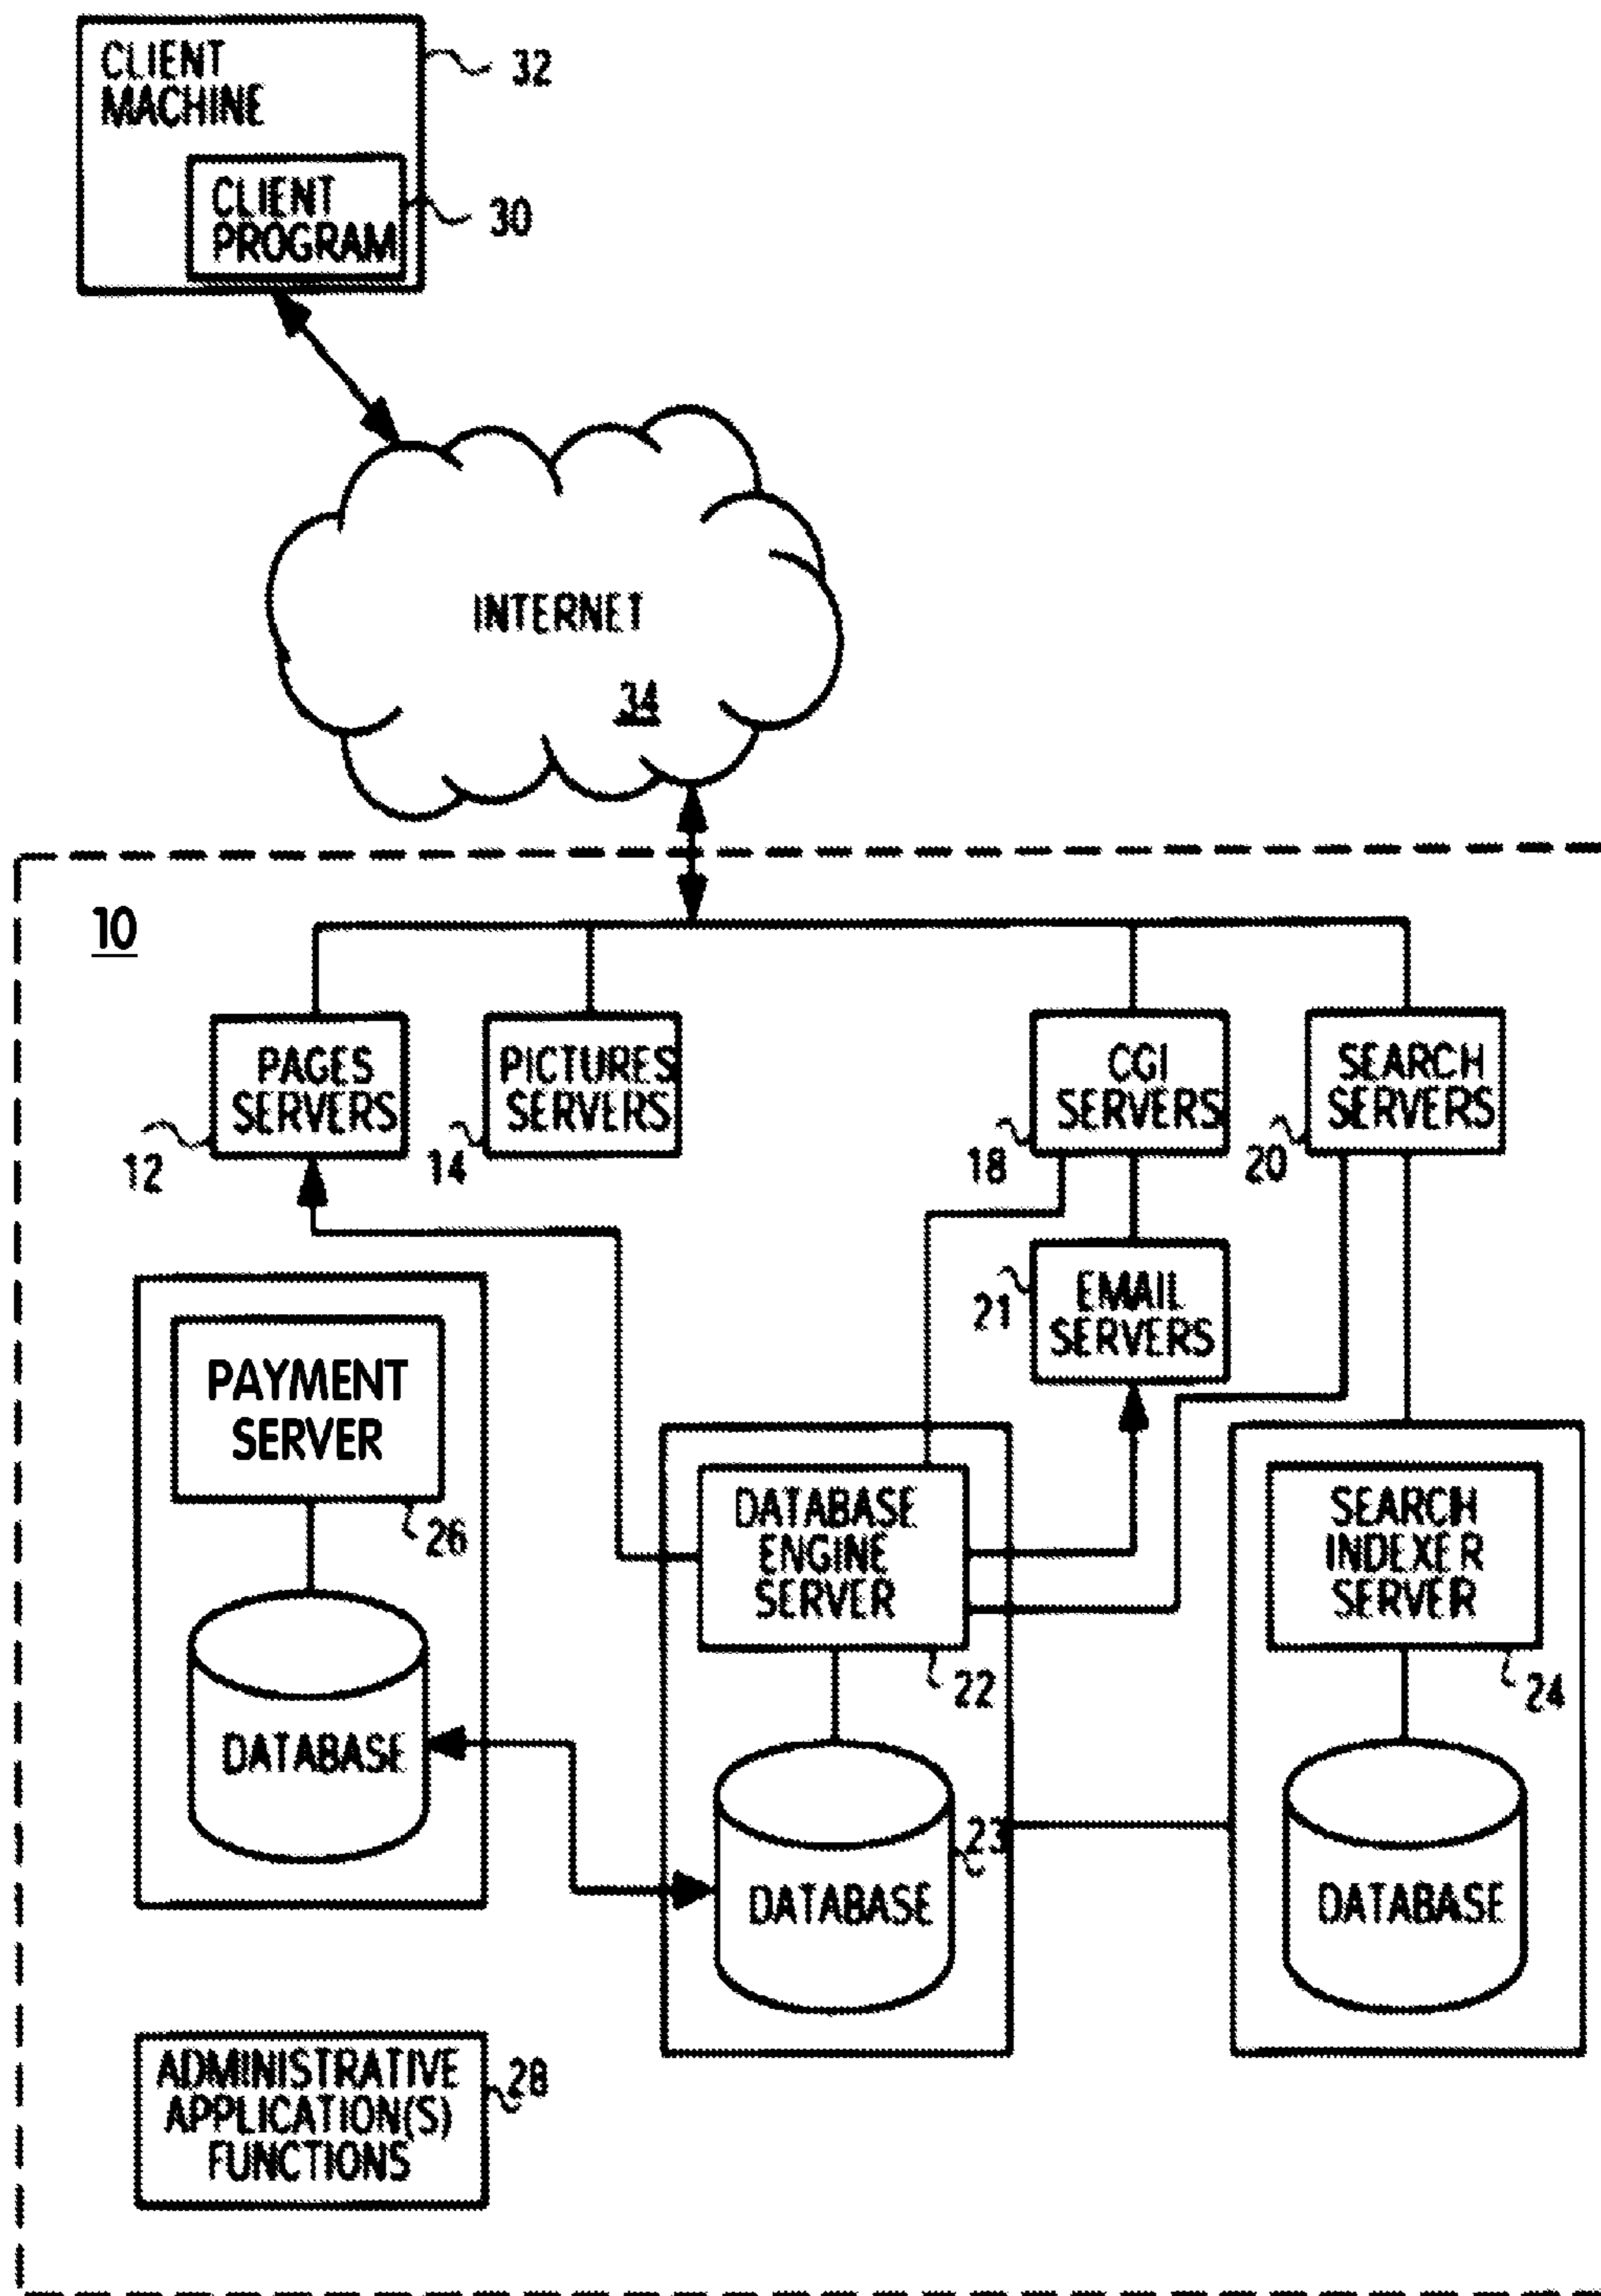 CLIENT
MACHINE
32
CLIENT
PROGRAM
30
INTERNET
34
10
PAGES
SERVERS
12
PICTURES
SERVERS
14
CGI
SERVERS
18
SEARCH
SERVERS
20
EMAIL
SERVERS
21
PAYMENT
SERVER
26
DATABASE
DATABASE
ENGINE
SERVER
22
DATABASE
23
SEARCH
INDEXER
SERVER
24
DATABASE
ADMINISTRATIVE
APPLICATION(S)
FUNCTIONS
28